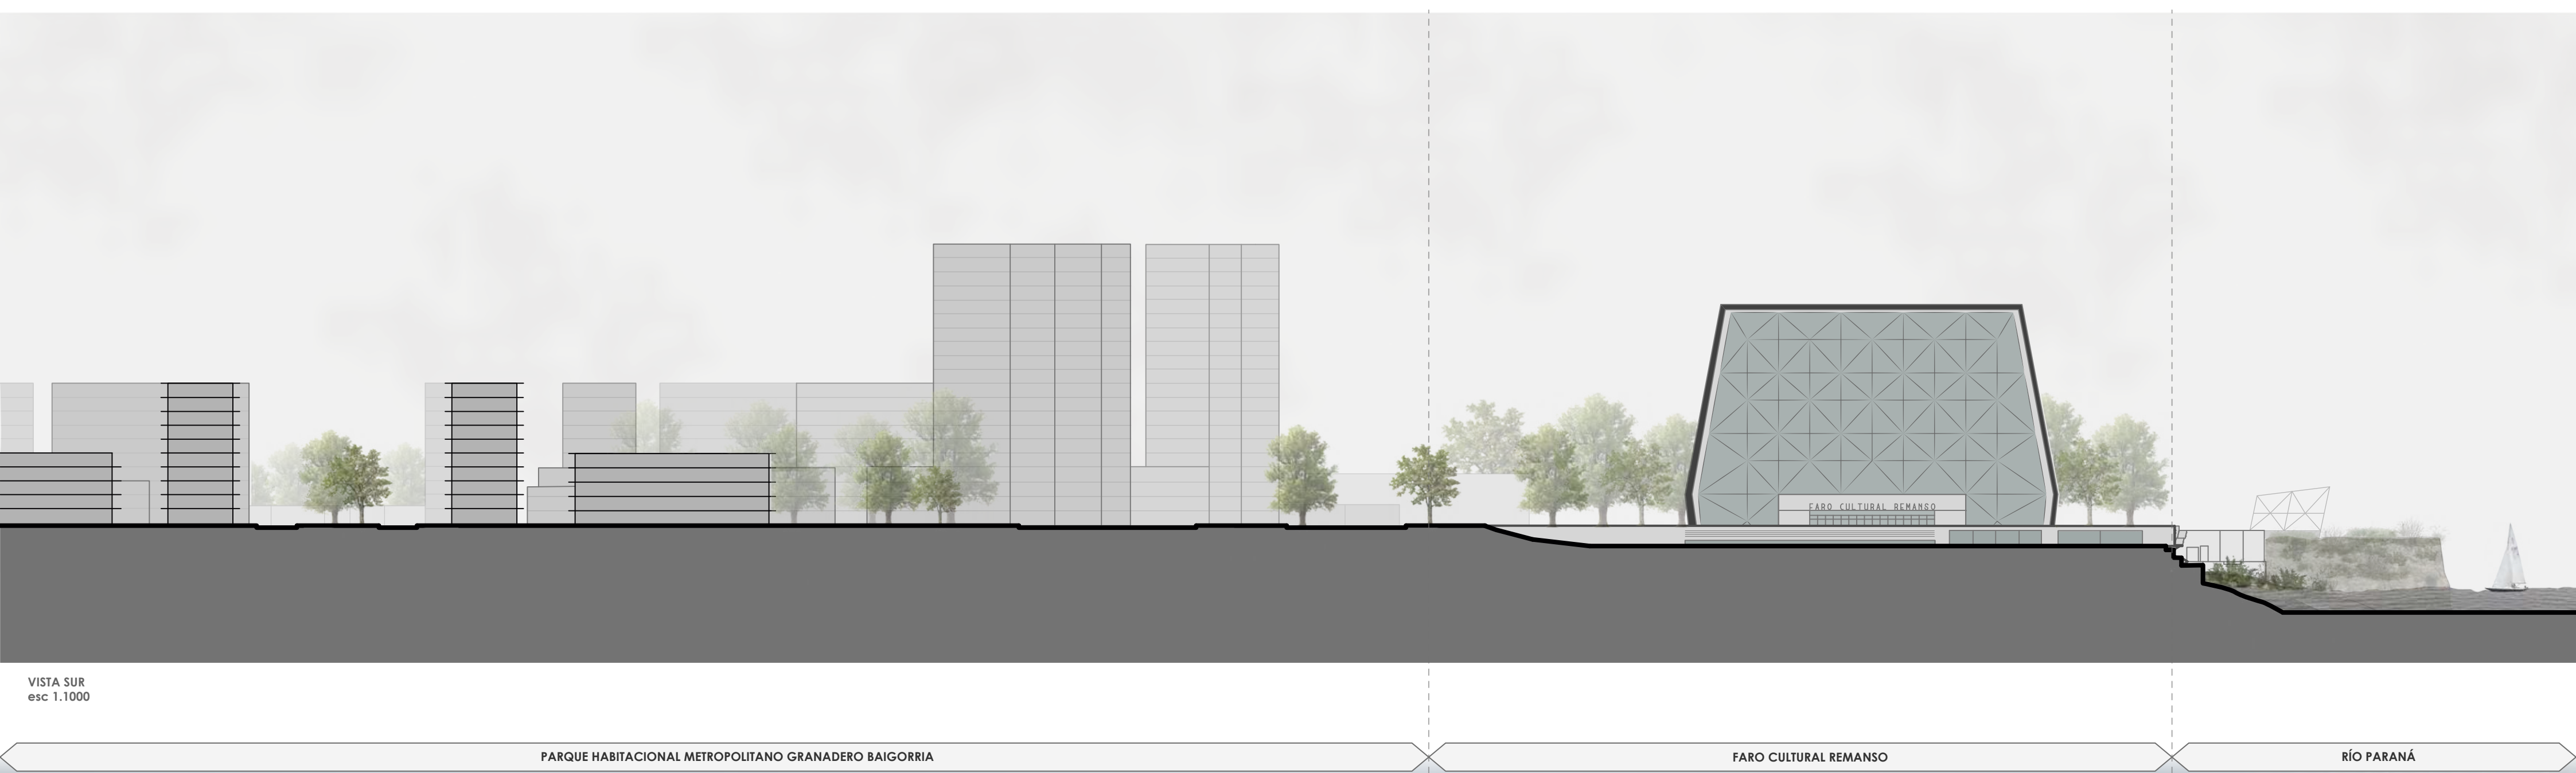 FARO CULTURAL REMANSO
VISTA SUR
esc 1.1000
PARQUE HABITACIONAL METROPOLITANO GRANADERO BAIGORRIA
FARO CULTURAL REMANSO
RÍO PARANÁ